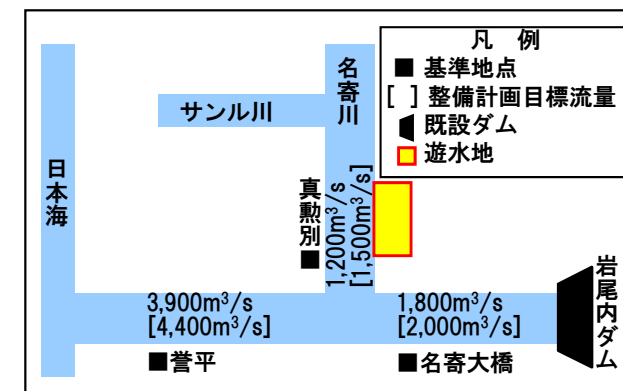 凡 例
■ 基準地点
[ ] 整備計画目標流量
既設ダム
遊水地
名寄川
サンル川
日本海
真勲別
■
1,200m³/s
[1,500m³/s]
岩尾内ダム
3,900m³/s
[4,400m³/s]
1,800m³/s
[2,000m³/s]
■誉平
■名寄大橋